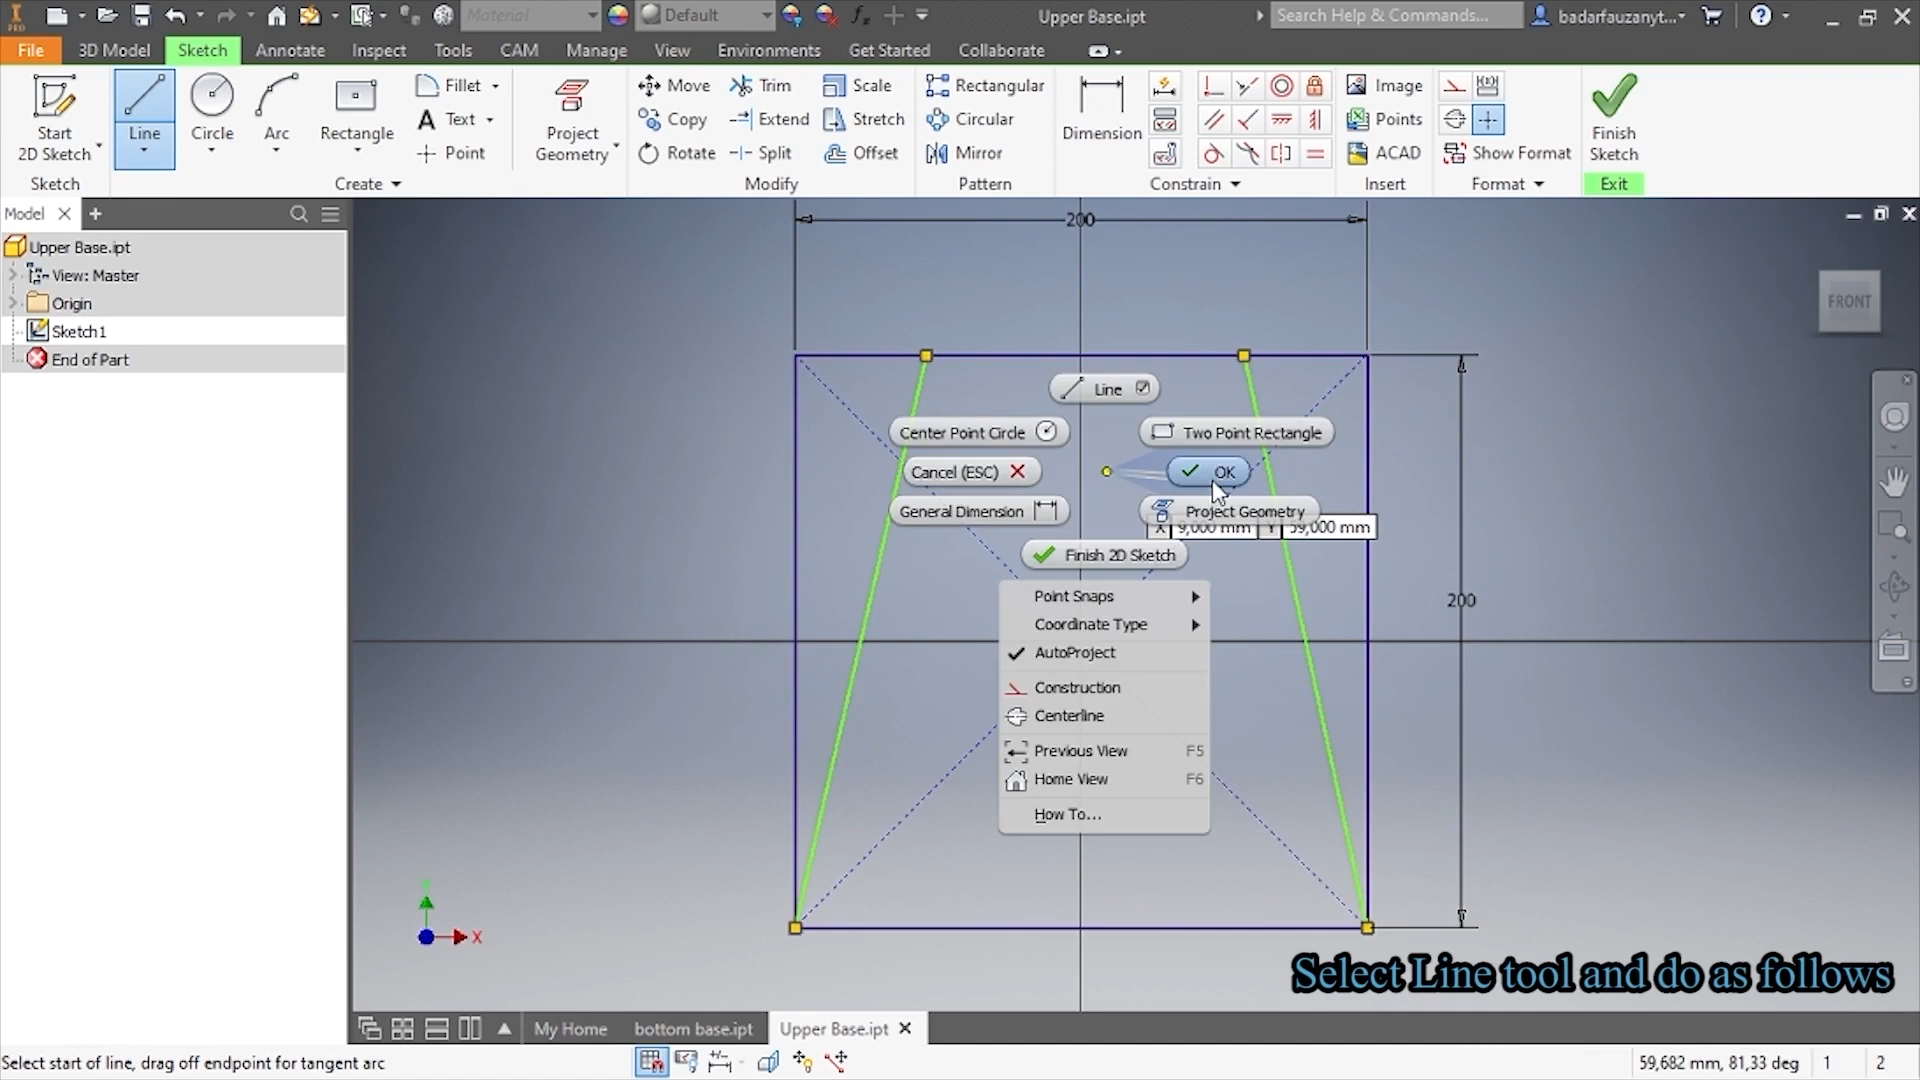 Material
Default
Upper Base.ipt
Search Help & Commands...
badarfauzanyt...
PRO
File
3D Model
Sketch
Annotate
Inspect
Tools
CAM
Manage
View
Environments
Get Started
Collaborate
Start
2D Sketch
Line
Circle
Arc
Rectangle
Fillet
Text
Point
Project
Geometry
Move
Copy
Rotate
Trim
Extend
Split
Scale
Stretch
Offset
Rectangular
Circular
Mirror
Dimension
Image
Points
ACAD
Show Format
Finish
Sketch
Sketch
Create
Modify
Pattern
Constrain
Insert
Format
Exit
Model
Upper Base.ipt
View: Master
Origin
Sketch1
End of Part
200
FRONT
Line
Center Point Circle
Two Point Rectangle
Cancel (ESC)
OK
General Dimension
Project Geometry
X 9,000 mm Y 59,000 mm
Finish 2D Sketch
200
Point Snaps
Coordinate Type
AutoProject
Construction
Centerline
Previous View F5
Home View F6
How To...
X
Select Line tool and do as follows
My Home
bottom base.ipt
Upper Base.ipt
Select start of line, drag off endpoint for tangent arc
59,682 mm, 81,33 deg
1
2